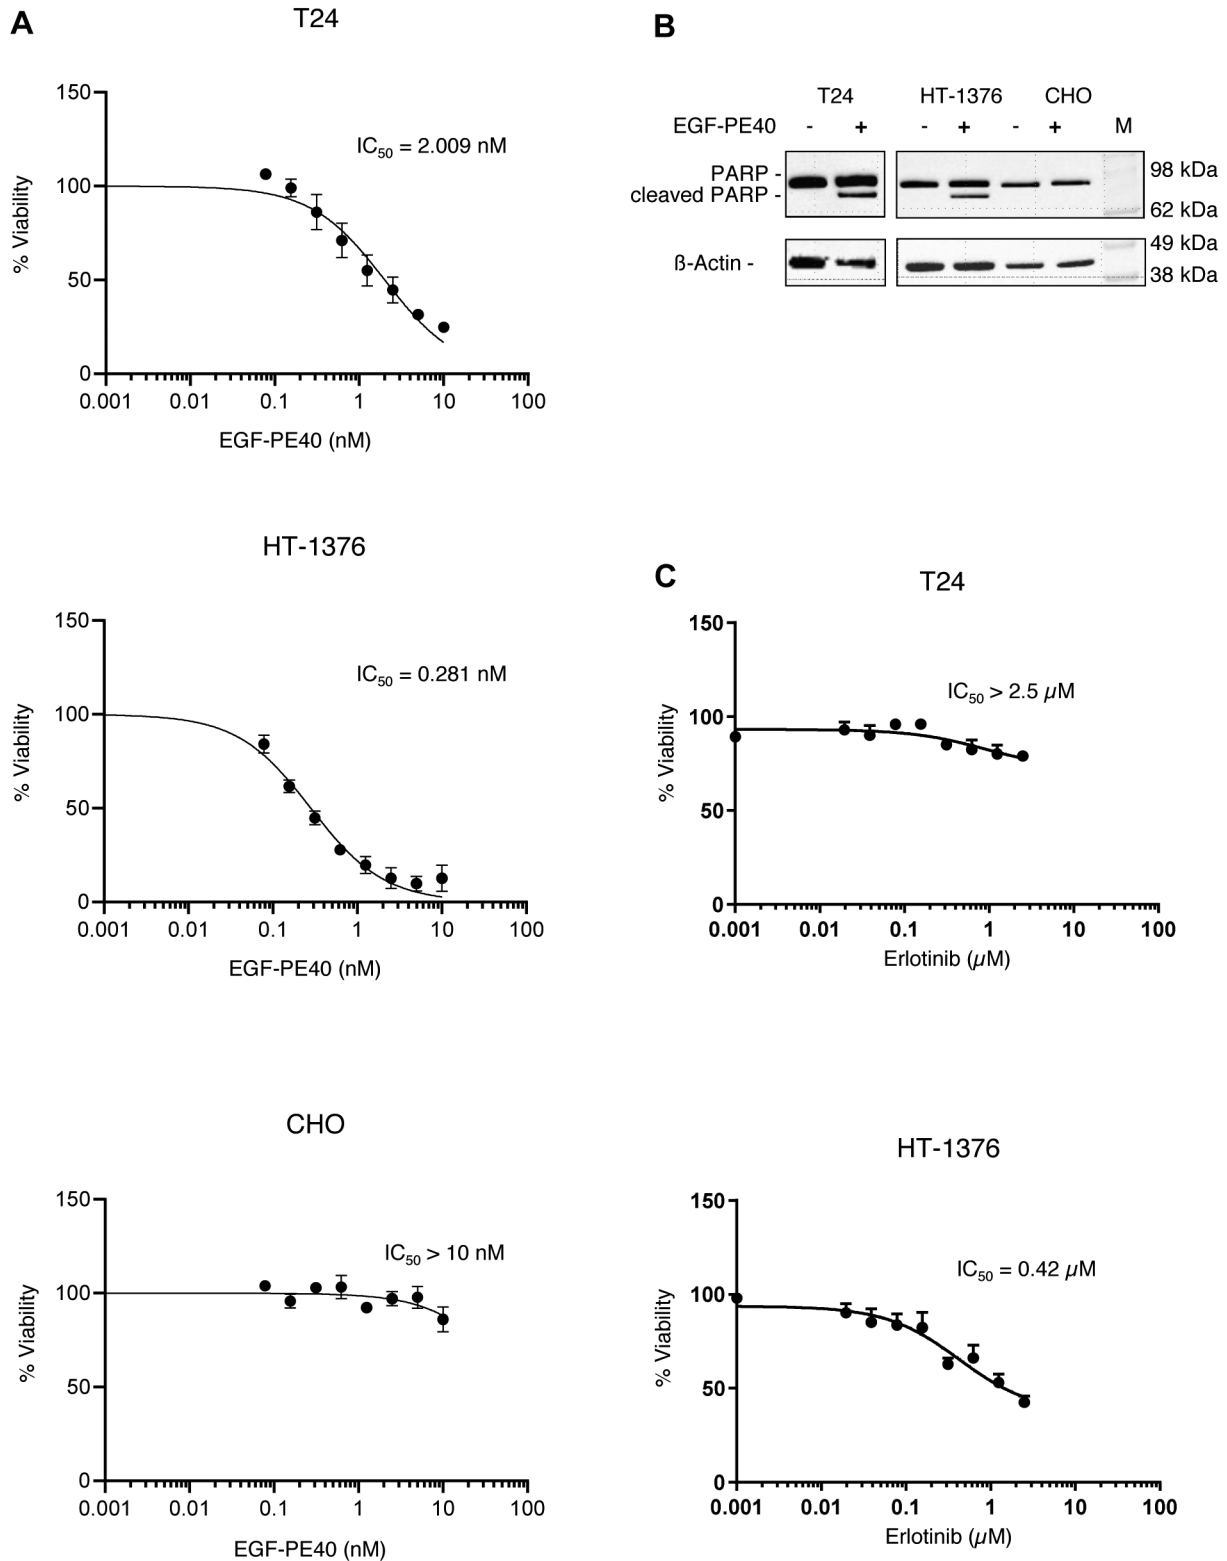 A
T24
150
100
50
0
% Viability
IC50 = 2.009 nM
0.001 0.01 0.1 1 10 100
EGF-PE40 (nM)
HT-1376
150
100
50
0
% Viability
IC50 = 0.281 nM
0.001 0.01 0.1 1 10 100
EGF-PE40 (nM)
CHO
150
100
50
0
% Viability
IC50 > 10 nM
0.001 0.01 0.1 1 10 100
EGF-PE40 (nM)
B
T24 HT-1376 CHO
EGF-PE40 - + - + - + M
PARP -
cleaved PARP -
98 kDa
62 kDa
ß-Actin -
49 kDa
38 kDa
C
T24
150
100
50
0
% Viability
IC50 > 2.5 µM
0.001 0.01 0.1 1 10 100
Erlotinib (µM)
HT-1376
150
100
50
0
% Viability
IC50 = 0.42 µM
0.001 0.01 0.1 1 10 100
Erlotinib (µM)